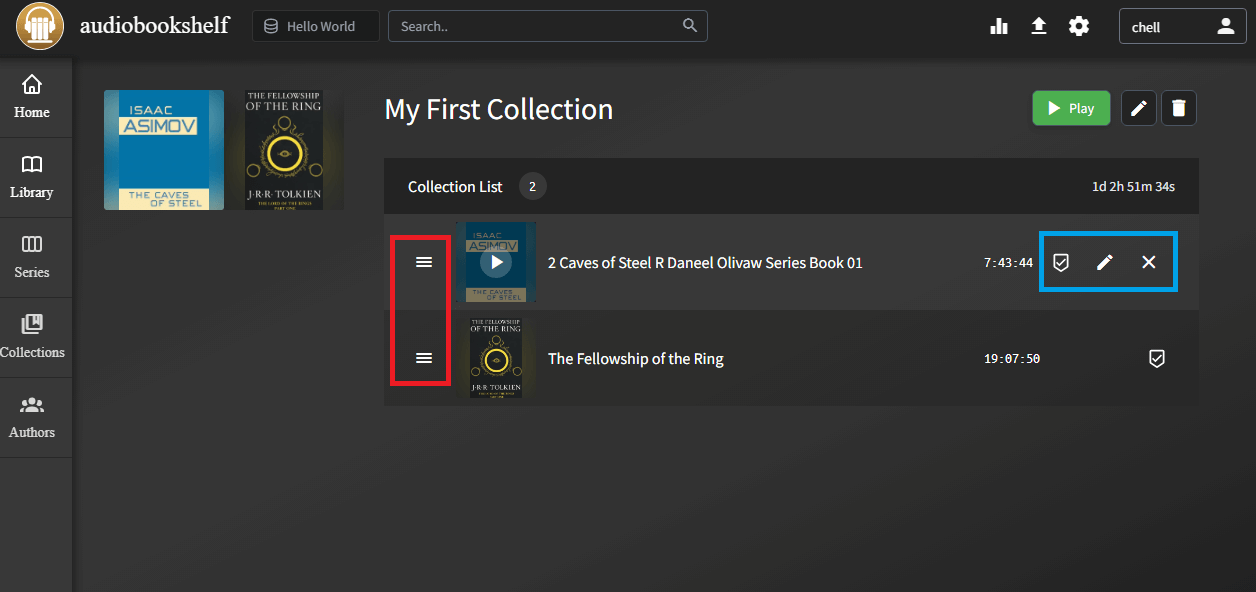 audiobookshelf
Hello World
Search..
chell
Home
Library
Series
Collections
Authors
ISAAC
ASIMOV
THE CAVES
OF STEEL
THE FELLOWSHIP
OF THE RING
J·R·R·TOLKIEN
THE LORD OF THE RINGS
PART ONE
My First Collection
Play
Collection List 2
1d 2h 51m 34s
ISAAC
ASIMOV
THE CAVES
OF STEEL
2 Caves of Steel R Daneel Olivaw Series Book 01
7:43:44
THE FELLOWSHIP
OF THE RING
J·R·R·TOLKIEN
The Fellowship of the Ring
19:07:50